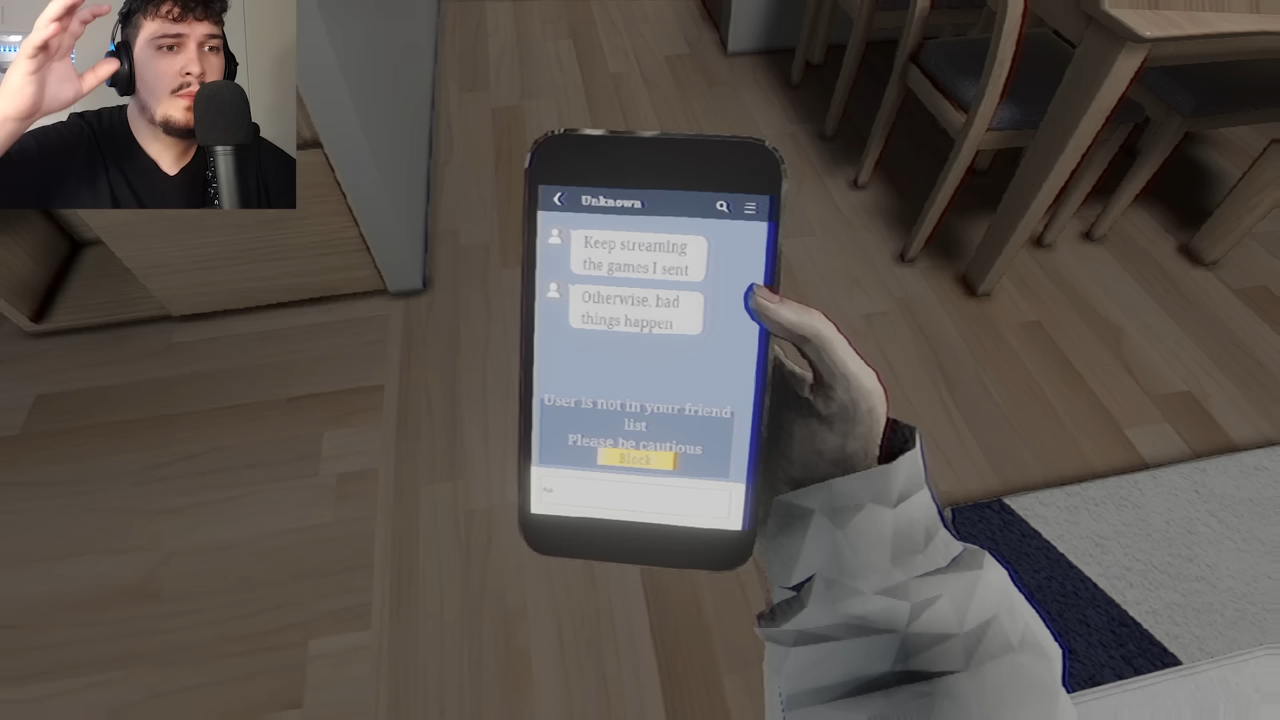 Unknown
Keep streaming
the games I sent
Otherwise, bad
things happen
User is not in your friend
list
Please be cautious
Block